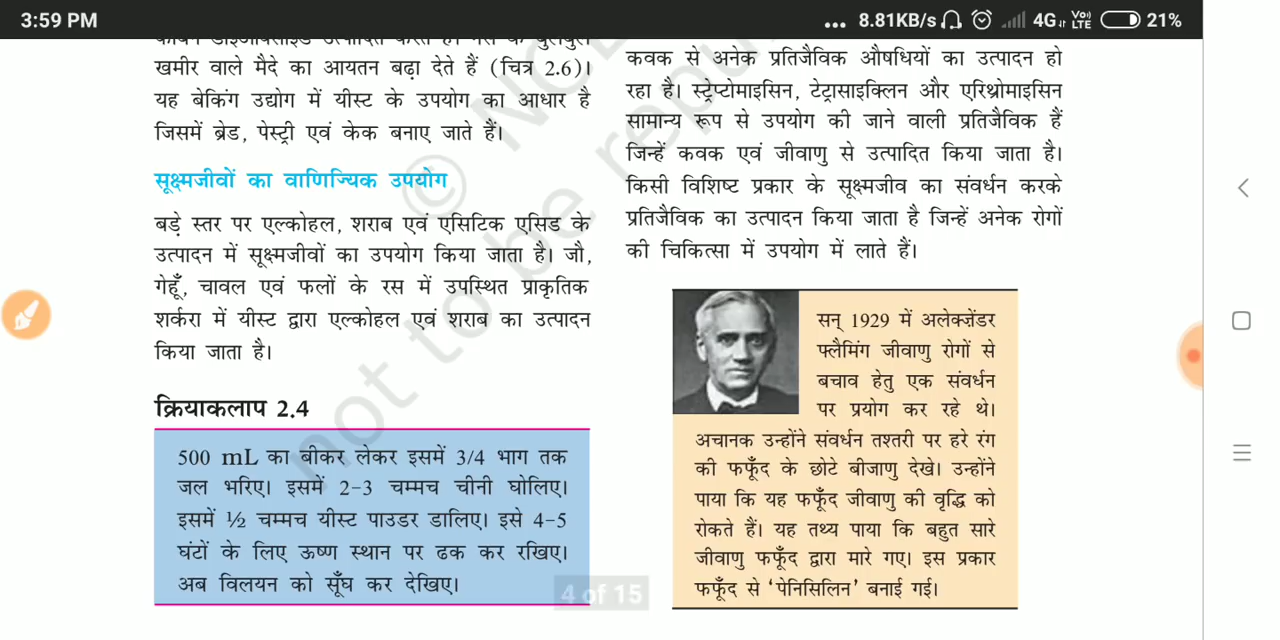 3:59 PM
... 8.81KB/s 4G Vo) LTE 21%
खमीर वाले मैदे का आयतन बढ़ा देते हैं (चित्र 2.6)।
यह बेकिंग उद्योग में यीस्ट के उपयोग का आधार है
जिसमें ब्रेड, पेस्ट्री एवं केक बनाए जाते हैं।
सूक्ष्मजीवों का वाणिज्यिक उपयोग
बड़े स्तर पर एल्कोहल, शराब एवं एसिटिक एसिड के
उत्पादन में सूक्ष्मजीवों का उपयोग किया जाता है। जौ,
गेहूँ, चावल एवं फलों के रस में उपस्थित प्राकृतिक
शर्करा में यीस्ट द्वारा एल्कोहल एवं शराब का उत्पादन
किया जाता है।
क्रियाकलाप 2.4
500 mL का बीकर लेकर इसमें 3/4 भाग तक
जल भरिए। इसमें 2-3 चम्मच चीनी घोलिए।
इसमें ½ चम्मच यीस्ट पाउडर डालिए। इसे 4-5
घंटों के लिए ऊष्ण स्थान पर ढक कर रखिए।
अब विलयन को सूँघ कर देखिए।
कवक से अनेक प्रतिजैविक औषधियों का उत्पादन हो
रहा है। स्ट्रेप्टोमाइसिन, टेट्रासाइक्लिन और एरिथ्रोमाइसिन
सामान्य रूप से उपयोग की जाने वाली प्रतिजैविक हैं
जिन्हें कवक एवं जीवाणु से उत्पादित किया जाता है।
किसी विशिष्ट प्रकार के सूक्ष्मजीव का संवर्धन करके
प्रतिजैविक का उत्पादन किया जाता है जिन्हें अनेक रोगों
की चिकित्सा में उपयोग में लाते हैं।
सन् 1929 में अलेक्ज़ेंडर
फ्लैमिंग जीवाणु रोगों से
बचाव हेतु एक संवर्धन
पर प्रयोग कर रहे थे।
अचानक उन्होंने संवर्धन तश्तरी पर हरे रंग
की फफूँद के छोटे बीजाणु देखे। उन्होंने
पाया कि यह फफूँद जीवाणु की वृद्धि को
रोकते हैं। यह तथ्य पाया कि बहुत सारे
जीवाणु फफूँद द्वारा मारे गए। इस प्रकार
फफूँद से ‘पेनिसिलिन’ बनाई गई।
4 of 15
not to be repu